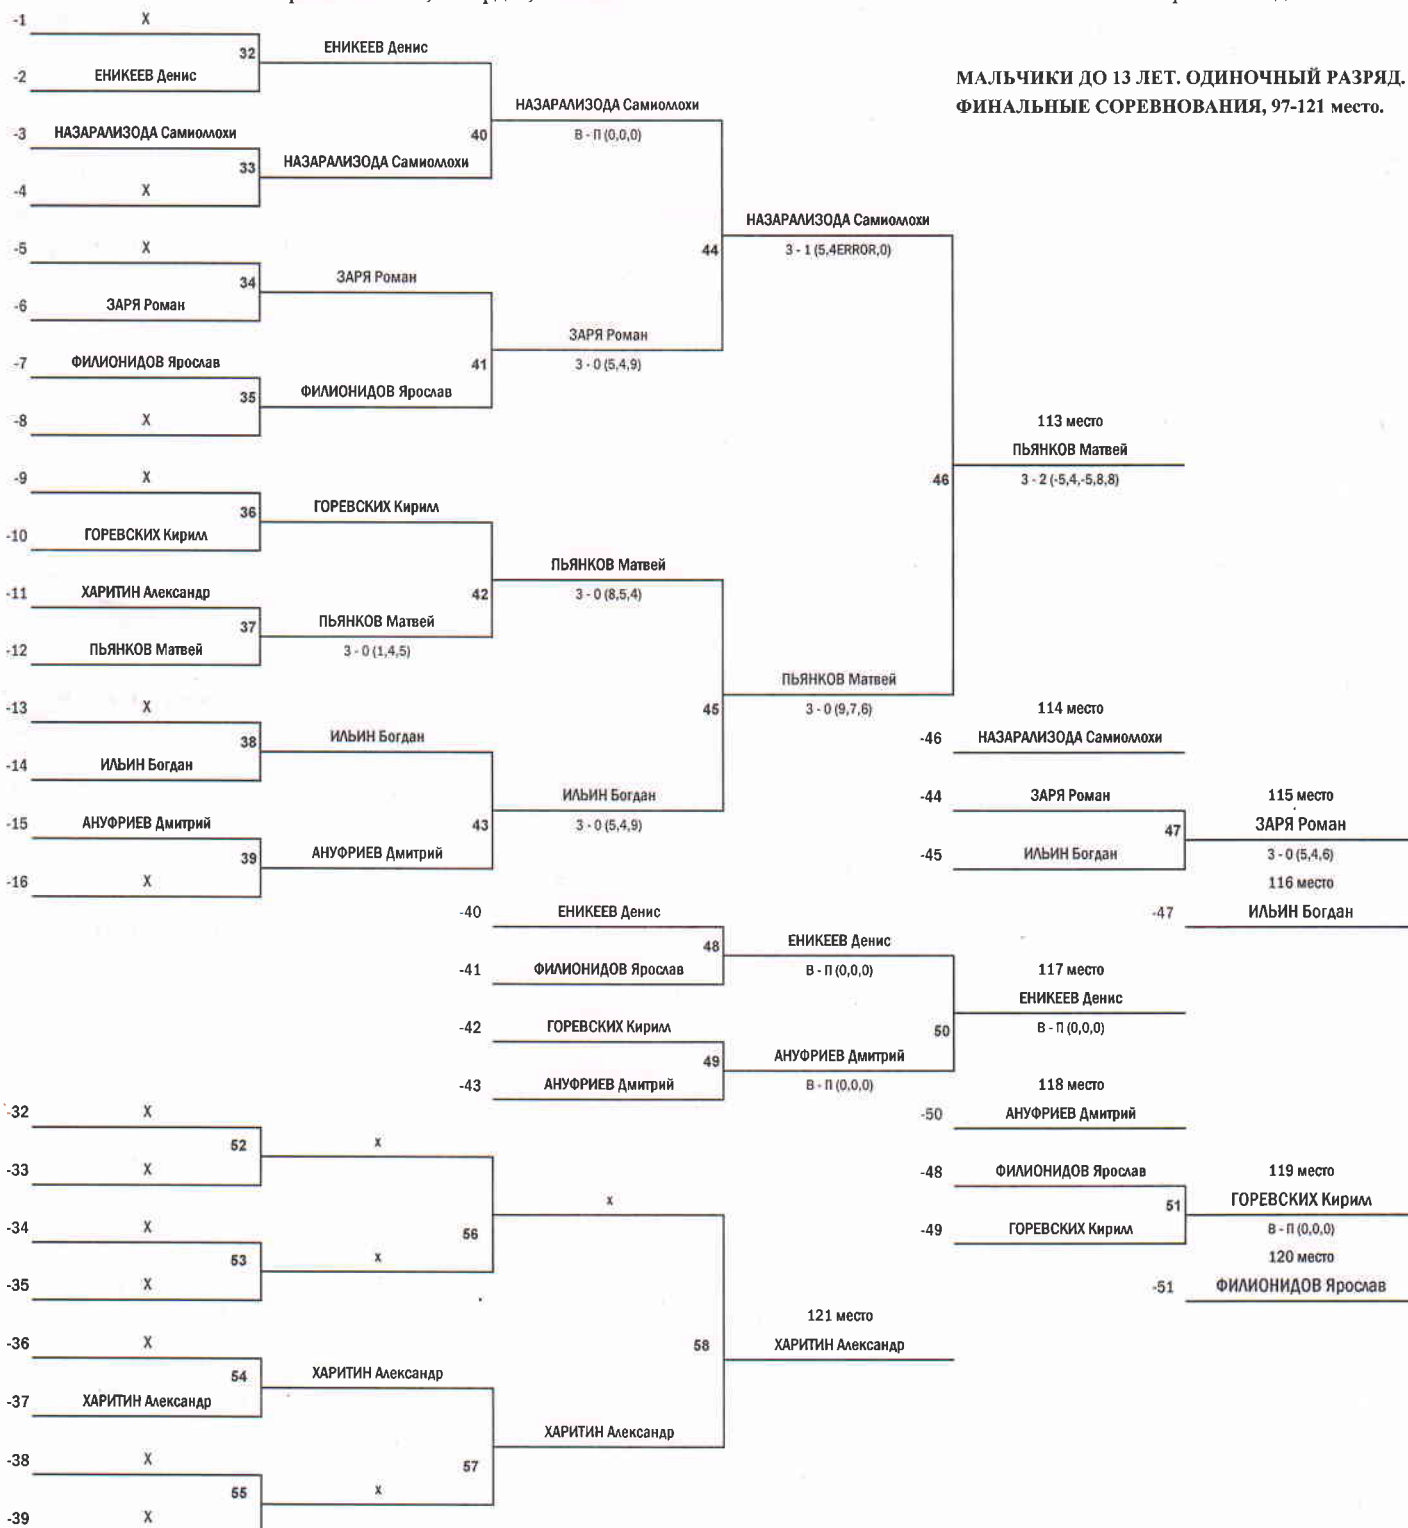 МАЛЬЧИКИ ДО 13 ЛЕТ. ОДИНОЧНЫЙ РАЗРЯД.
ФИНАЛЬНЫЕ СОРЕВНОВАНИЯ, 97-121 место.
-1 X
32
-2 ЕНИКЕЕВ Денис
ЕНИКЕЕВ Денис
-3 НАЗАРАЛИЗОДА Самиоллохи
33
-4 X
НАЗАРАЛИЗОДА Самиоллохи
40
НАЗАРАЛИЗОДА Самиоллохи
В - П (0,0,0)
-5 X
34
-6 ЗАРЯ Роман
ЗАРЯ Роман
-7 ФИЛИОНИДОВ Ярослав
35
-8 X
ФИЛИОНИДОВ Ярослав
41
ЗАРЯ Роман
3 - 0 (5,4,9)
44
НАЗАРАЛИЗОДА Самиоллохи
3 - 1 (5,4ERROR,0)
-9 X
36
-10 ГОРЕВСКИХ Кирилл
ГОРЕВСКИХ Кирилл
-11 ХАРИТИН Александр
37
-12 ПЬЯНКОВ Матвей
ПЬЯНКОВ Матвей
3 - 0 (1,4,5)
42
ПЬЯНКОВ Матвей
3 - 0 (8,5,4)
-13 X
38
-14 ИЛЬИН Богдан
ИЛЬИН Богдан
-15 АНУФРИЕВ Дмитрий
39
-16 X
АНУФРИЕВ Дмитрий
43
ИЛЬИН Богдан
3 - 0 (5,4,9)
45
ПЬЯНКОВ Матвей
3 - 0 (9,7,6)
46
113 место
ПЬЯНКОВ Матвей
3 - 2 (-5,4,-5,8,8)
114 место
-46 НАЗАРАЛИЗОДА Самиоллохи
-44 ЗАРЯ Роман
47
-45 ИЛЬИН Богдан
115 место
ЗАРЯ Роман
3 - 0 (5,4,6)
116 место
-47 ИЛЬИН Богдан
-40 ЕНИКЕЕВ Денис
48
-41 ФИЛИОНИДОВ Ярослав
ЕНИКЕЕВ Денис
В - П (0,0,0)
-42 ГОРЕВСКИХ Кирилл
49
-43 АНУФРИЕВ Дмитрий
АНУФРИЕВ Дмитрий
В - П (0,0,0)
50
117 место
ЕНИКЕЕВ Денис
В - П (0,0,0)
118 место
-50 АНУФРИЕВ Дмитрий
-48 ФИЛИОНИДОВ Ярослав
51
-49 ГОРЕВСКИХ Кирилл
119 место
ГОРЕВСКИХ Кирилл
В - П (0,0,0)
120 место
-51 ФИЛИОНИДОВ Ярослав
-32 X
52
-33 X
x
-34 X
53
-35 X
x
56
x
-36 X
54
-37 ХАРИТИН Александр
ХАРИТИН Александр
-38 X
55
-39 X
x
57
ХАРИТИН Александр
58
121 место
ХАРИТИН Александр